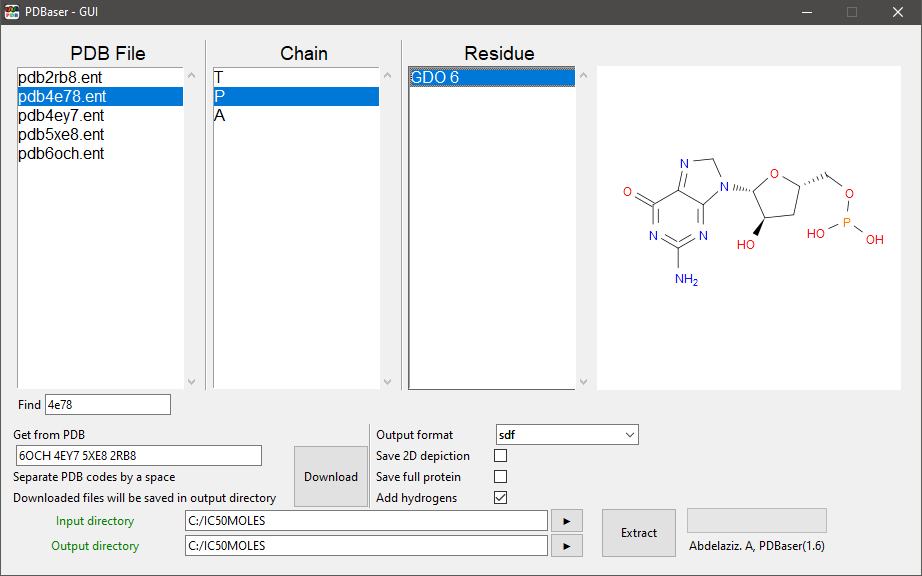 PDBaser - GUI
PDB File
Chain
Residue
pdb2rb8.ent
pdb4e78.ent
pdb4ey7.ent
pdb5xe8.ent
pdb6och.ent
T
P
A
GDO 6
N
O
N
O
O
N
N
HO
HO
P
OH
NH2
Find 4e78
Get from PDB
6OCH 4EY7 5XE8 2RB8
Separate PDB codes by a space
Downloaded files will be saved in output directory
Download
Output format sdf
Save 2D depiction
Save full protein
Add hydrogens
Input directory C:/IC50MOLES
Output directory C:/IC50MOLES
Extract
Abdelaziz. A, PDBaser(1.6)